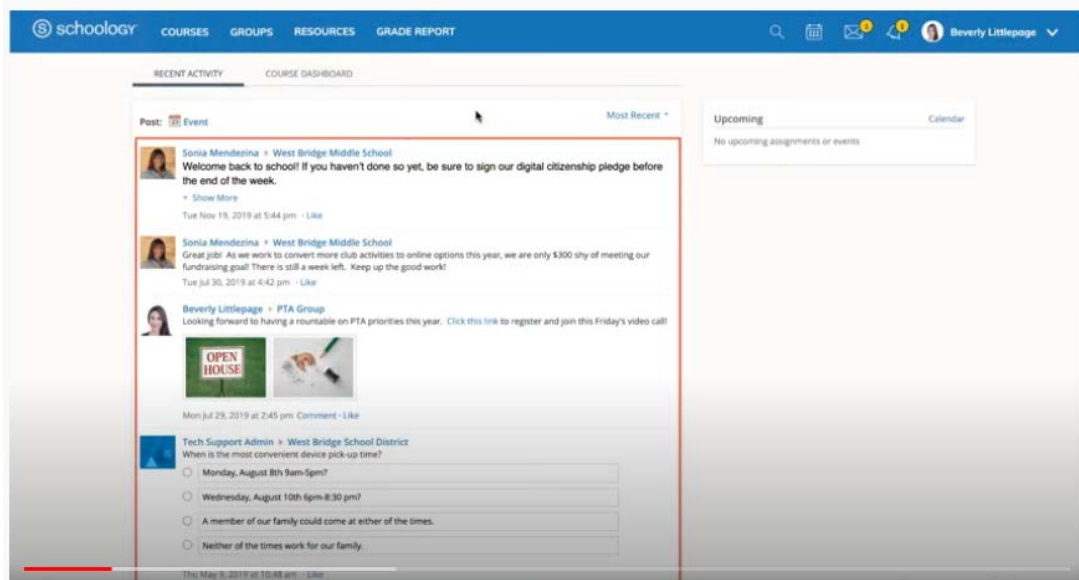 schoology COURSES GROUPS RESOURCES GRADE REPORT 1 1 Beverly Littlepage
RECENT ACTIVITY COURSE DASHBOARD
Post: Event Most Recent
Sonia Mendezina West Bridge Middle School
Welcome back to school! If you haven't done so yet, be sure to sign our digital citizenship pledge before
the end of the week.
Show More
Tue Nov 19, 2019 at 5:44 pm · Like
Sonia Mendezina West Bridge Middle School
Great job! As we work to convert more club activities to online options this year, we are only $300 shy of meeting our
fundraising goal! There is still a week left. Keep up the good work!
Tue Jul 30, 2019 at 4:42 pm · Like
Beverly Littlepage PTA Group
Looking forward to having a rountable on PTA priorities this year. Click this link to register and join this Friday's video call!
OPEN
HOUSE
Mon Jul 29, 2019 at 2:45 pm Comment · Like
Tech Support Admin West Bridge School District
When is the most convenient device pick-up time?
Monday, August 8th 9am-5pm?
Wednesday, August 10th 6pm-8:30 pm?
A member of our family could come at either of the times.
Neither of the times work for our family.
Thu May 9, 2019 at 10:48 am · Like
Upcoming Calendar
No upcoming assignments or events